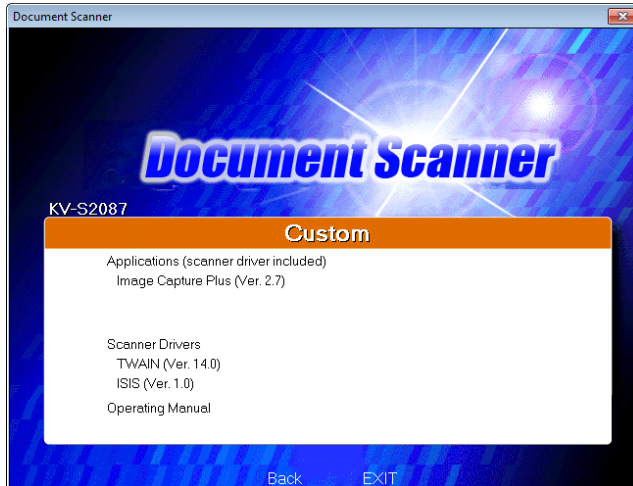 Document Scanner
Document Scanner
KV-S2087
Custom
Applications (scanner driver included)
Image Capture Plus (Ver. 2.7)
Scanner Drivers
TWAIN (Ver. 14.0)
ISIS (Ver. 1.0)
Operating Manual
Back EXIT